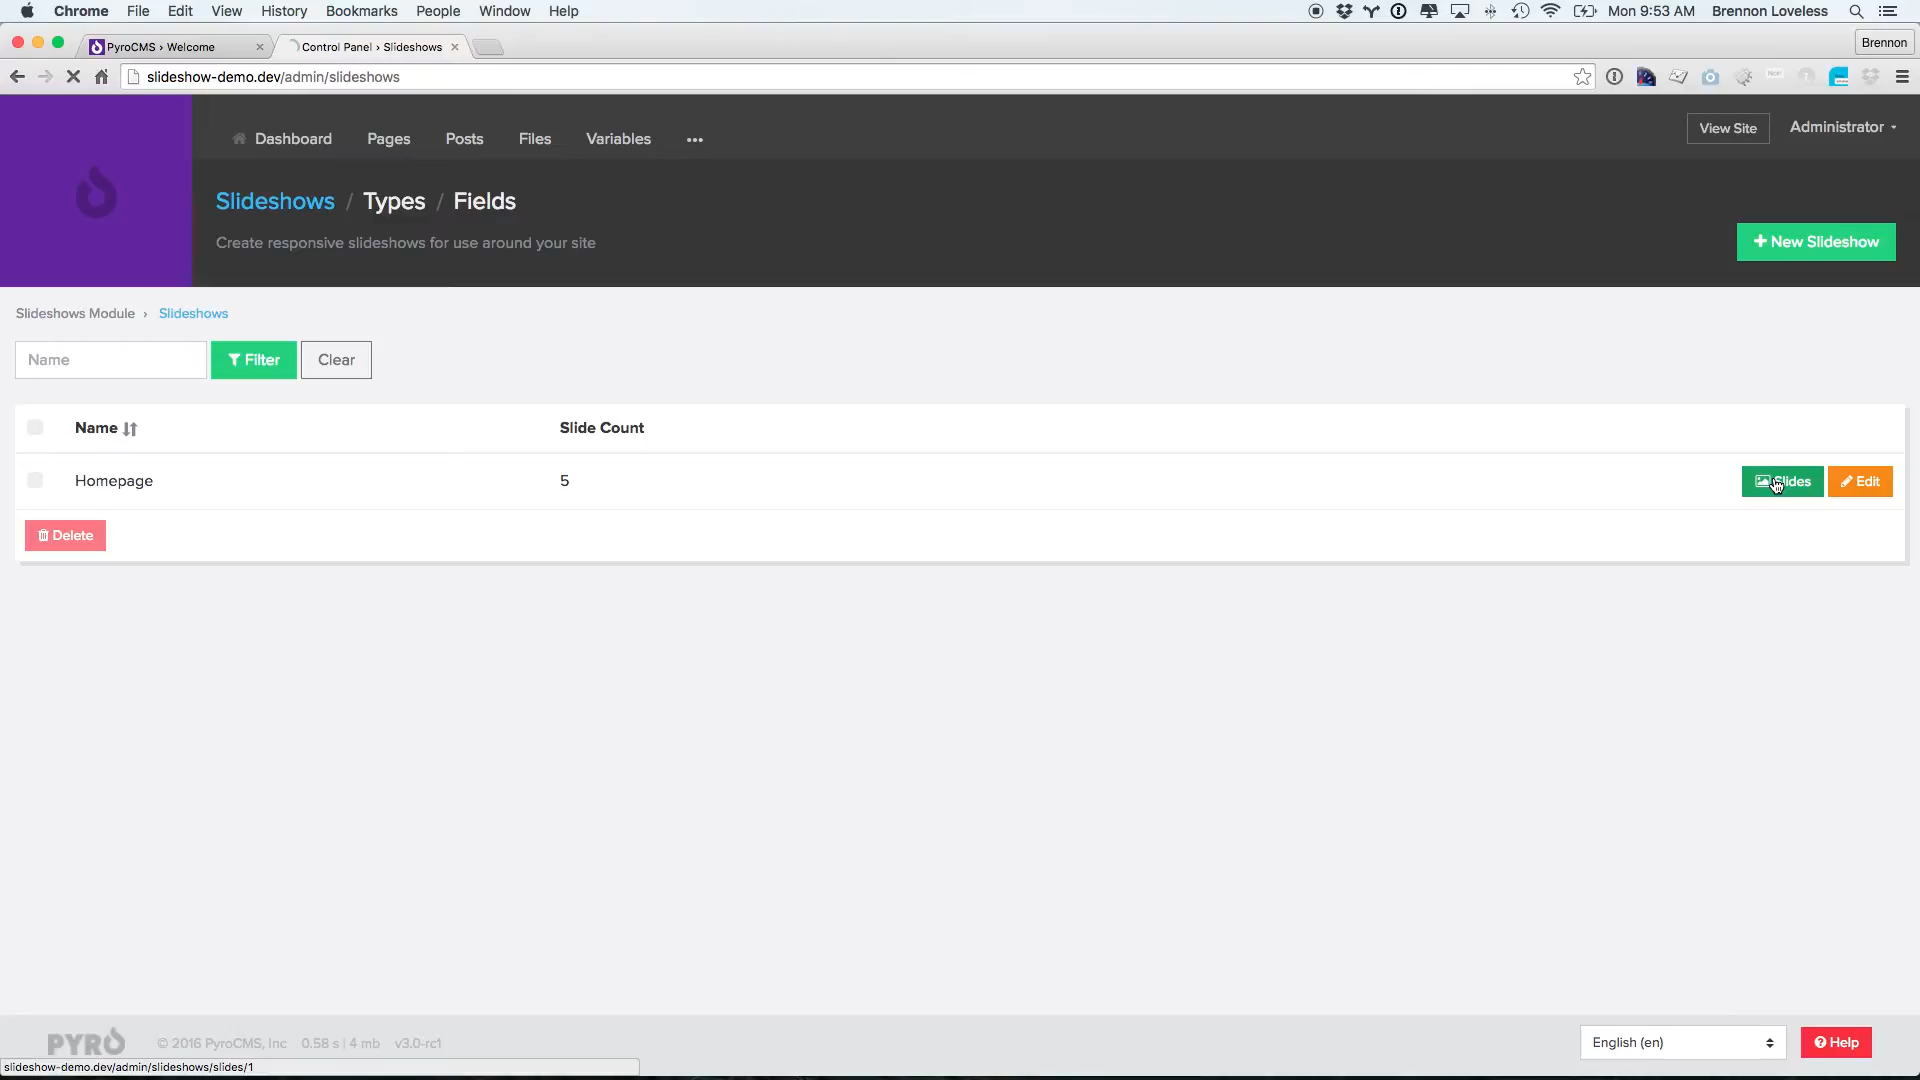 Chrome File Edit View History Bookmarks People Window Help Mon 9:53 AM Brennon Loveless
PyroCMS › Welcome Control Panel › Slideshows Brennon
slideshow-demo.dev/admin/slideshows
Dashboard Pages Posts Files Variables ••• View Site Administrator
Slideshows / Types / Fields
Create responsive slideshows for use around your site
+ New Slideshow
Slideshows Module › Slideshows
Name Filter Clear
Name Slide Count
Homepage 5 Slides Edit
Delete
PYRO © 2016 PyroCMS, Inc 0.58 s | 4 mb v3.0-rc1 English (en) Help
slideshow-demo.dev/admin/slideshows/slides/1